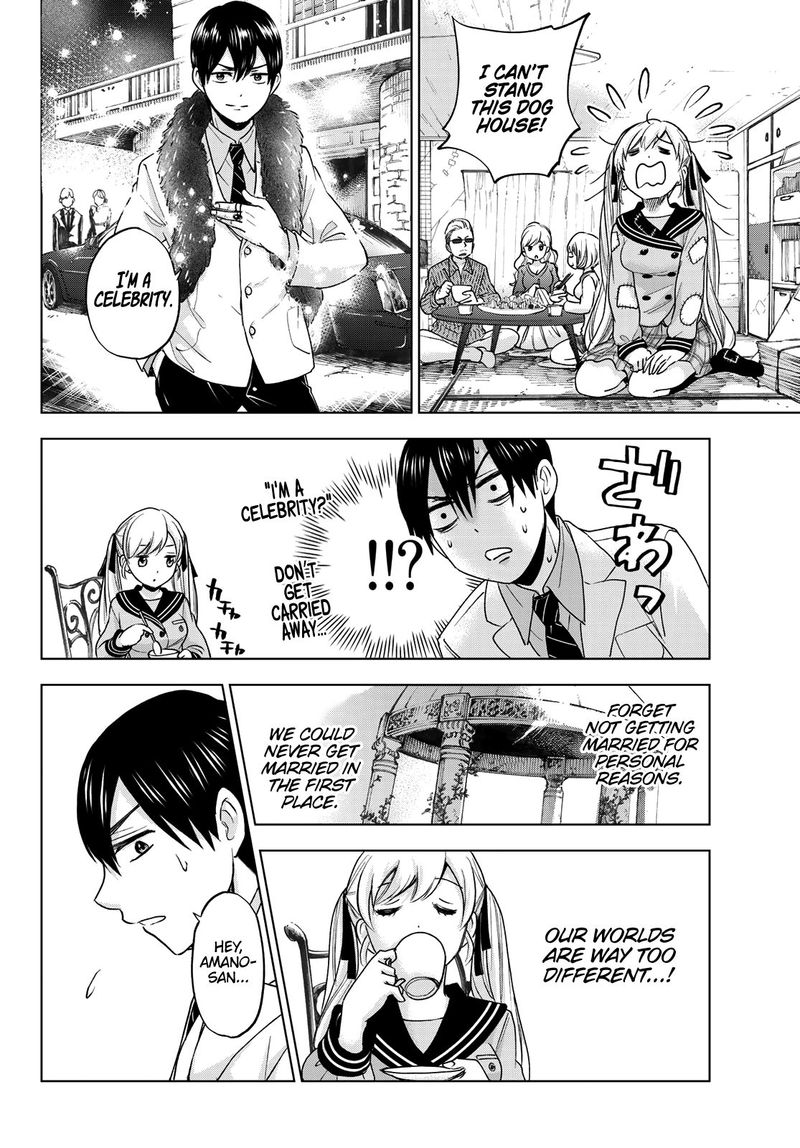 I CAN'T
STAND
THIS DOG
HOUSE!
I'M A
CELEBRITY.
ざわっ
!!?
"I'M A
CELEBRITY?"
DON'T
GET
CARRIED
AWAY...
カチャ
カチャ
FORGET
NOT GETTING
MARRIED FOR
PERSONAL
REASONS.
WE COULD
NEVER GET
MARRIED IN
THE FIRST
PLACE.
OUR WORLDS
ARE WAY TOO
DIFFERENT...!
HEY,
AMANO-
SAN...